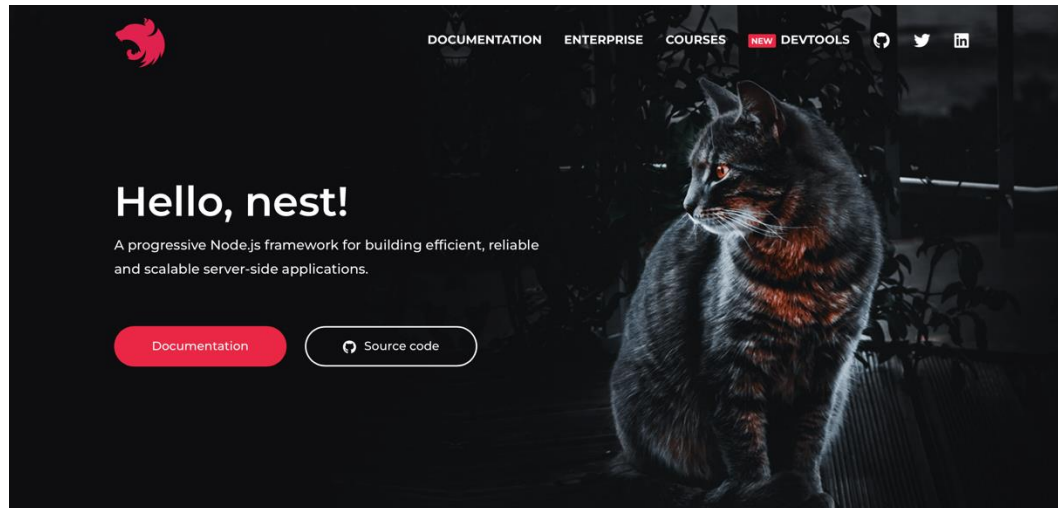 DOCUMENTATION ENTERPRISE COURSES NEW DEVTOOLS
Hello, nest!
A progressive Node.js framework for building efficient, reliable
and scalable server-side applications.
Documentation Source code